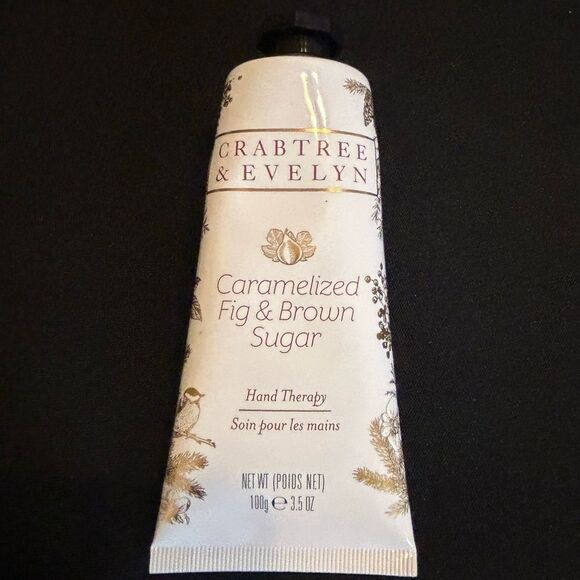 CRABTREE
& EVELYN
Caramelized
Fig & Brown
Sugar
Hand Therapy
Soin pour les mains
NET WT (POIDS NET)
100g ℮ 3.5 OZ